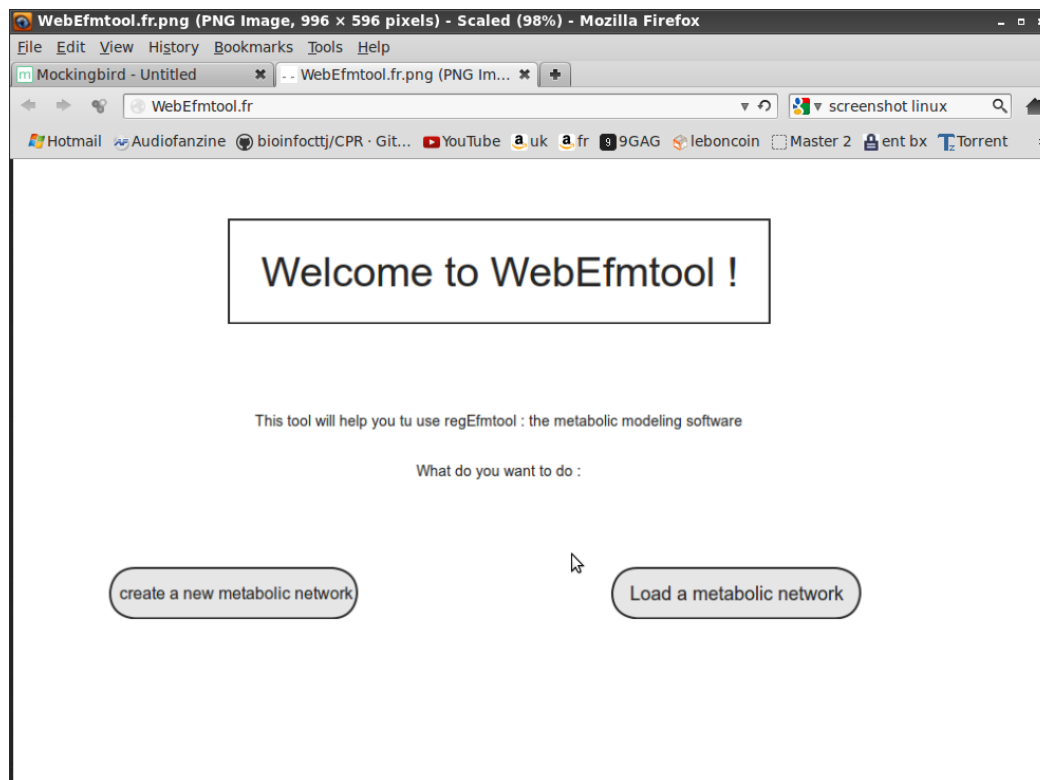 WebEfmtool.fr.png (PNG Image, 996 × 596 pixels) - Scaled (98%) - Mozilla Firefox
File Edit View History Bookmarks Tools Help
Mockingbird - Untitled WebEfmtool.fr.png (PNG Im...
WebEfmtool.fr screenshot linux
Hotmail Audiofanzine bioinfocttj/CPR · Git... YouTube uk fr 9GAG leboncoin Master 2 ent bx Torrent
Welcome to WebEfmtool !
This tool will help you tu use regEfmtool : the metabolic modeling software
What do you want to do :
create a new metabolic network Load a metabolic network